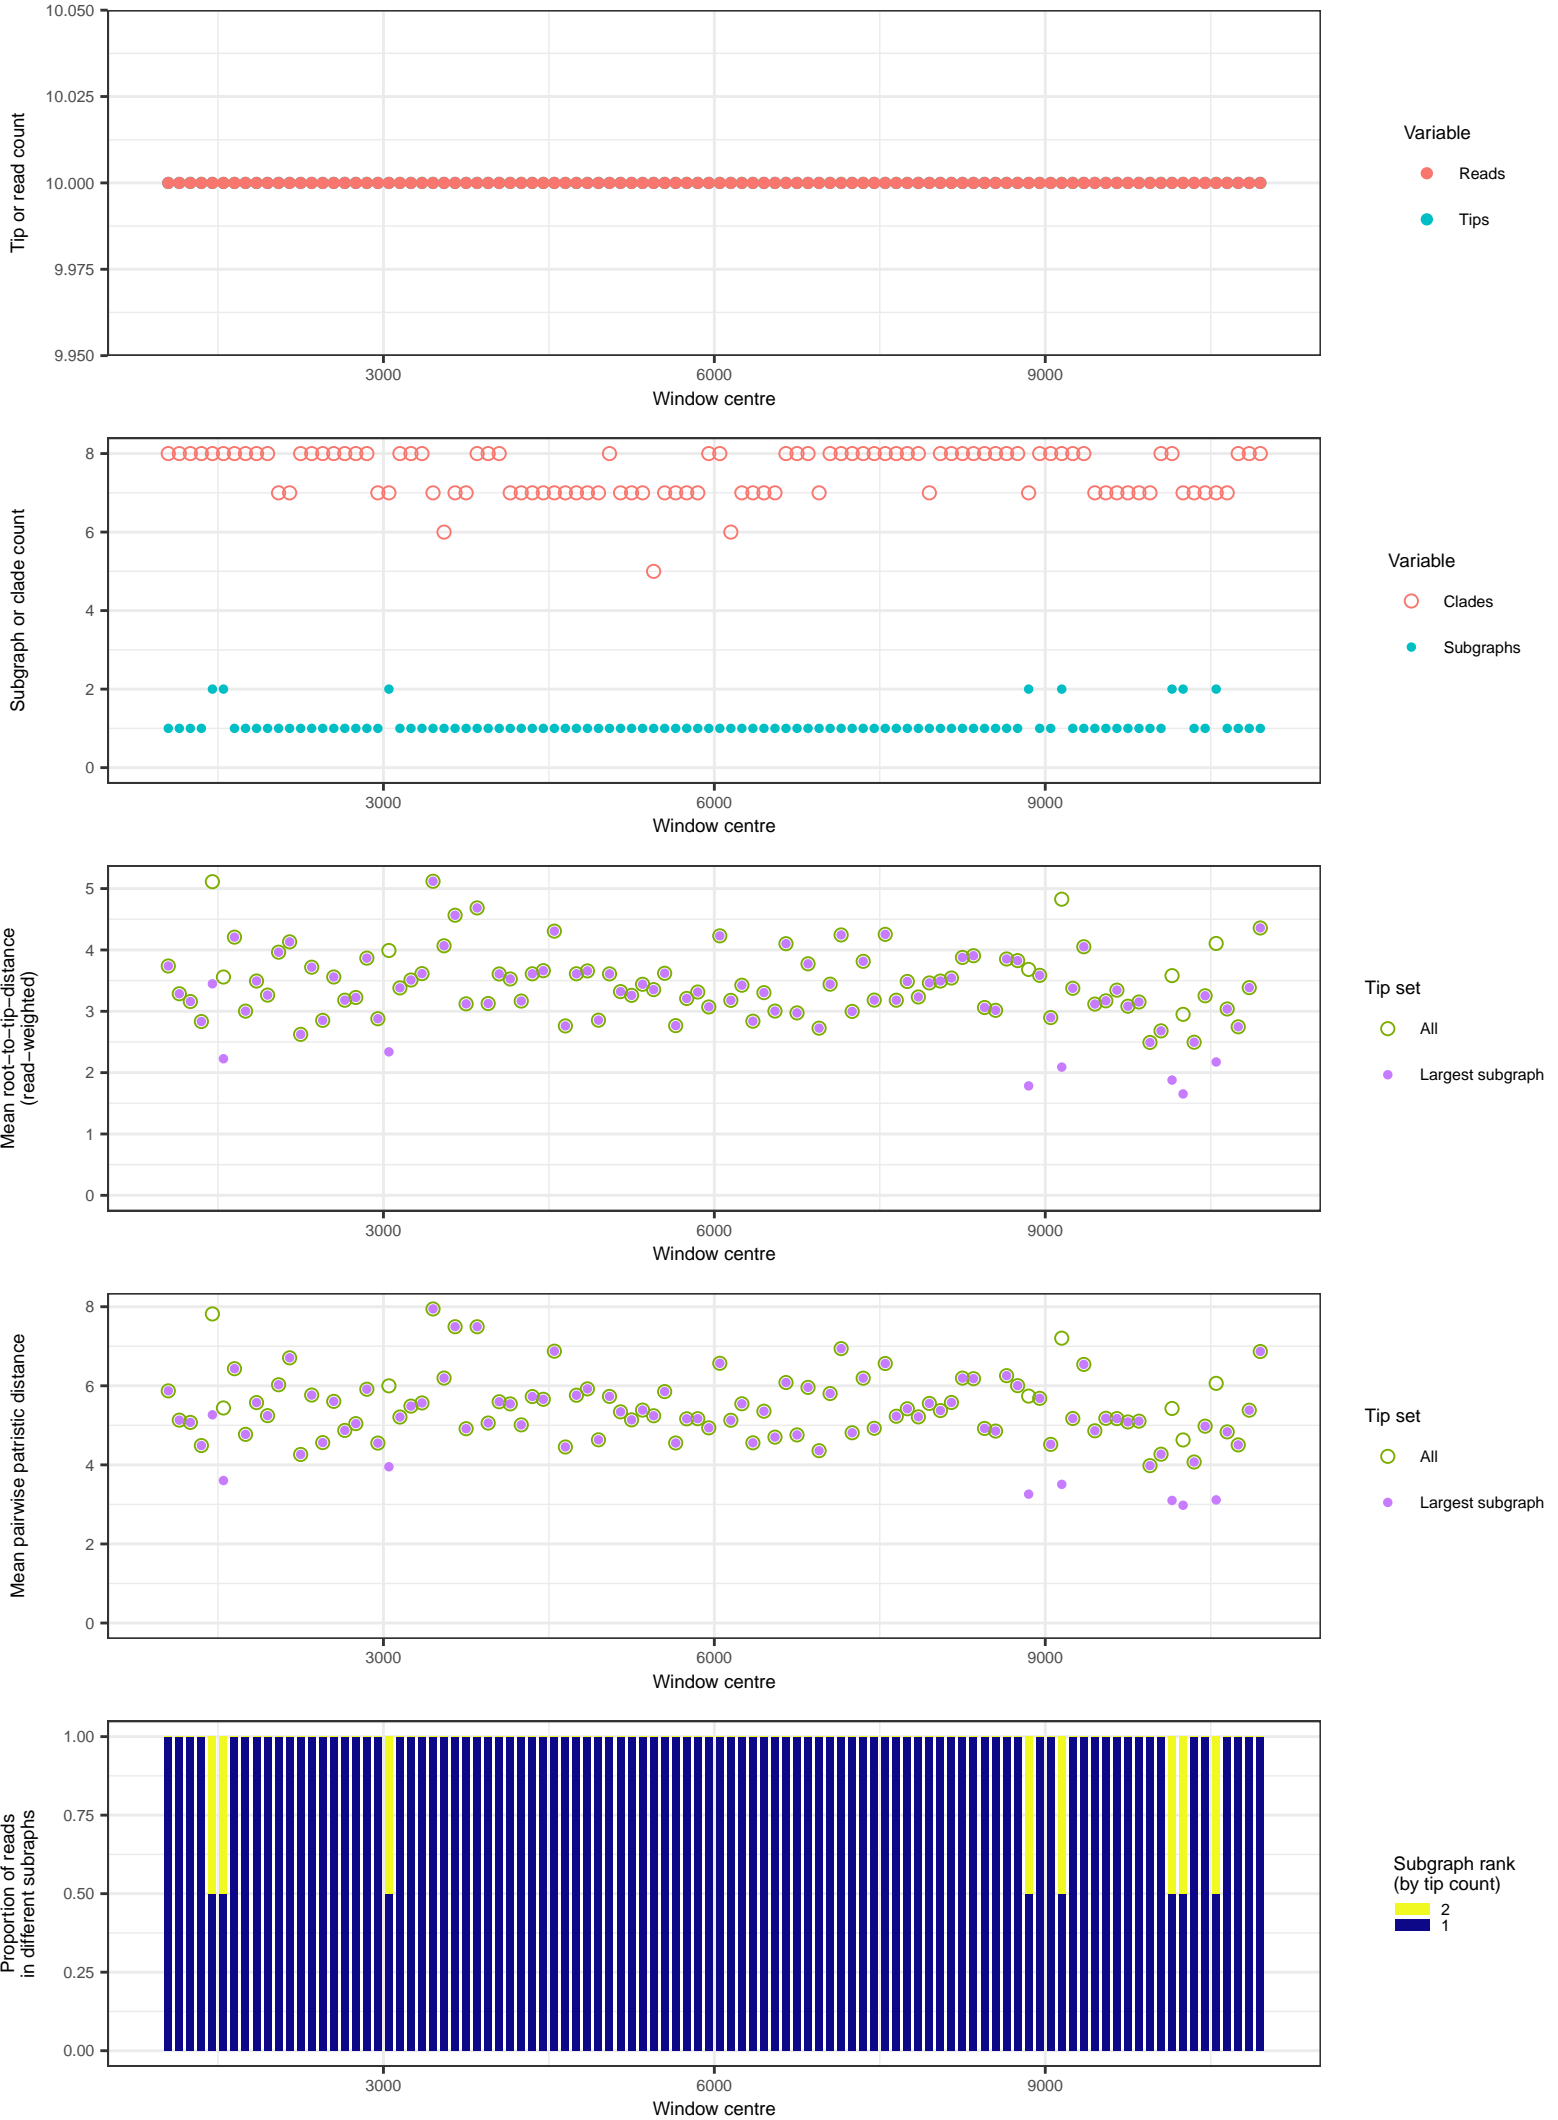 10.050
10.025
10.000
9.975
9.950
Tip or read count
3000 6000 9000
Window centre
Variable
Reads
Tips
8
6
4
2
0
Subgraph or clade count
3000 6000 9000
Window centre
Variable
Clades
Subgraphs
5
4
3
2
1
0
Mean root-to-tip-distance
(read-weighted)
3000 6000 9000
Window centre
Tip set
All
Largest subgraph
8
6
4
2
0
Mean pairwise patristic distance
3000 6000 9000
Window centre
Tip set
All
Largest subgraph
1.00
0.75
0.50
0.25
0.00
Proportion of reads
in different subraphs
3000 6000 9000
Window centre
Subgraph rank
(by tip count)
2
1